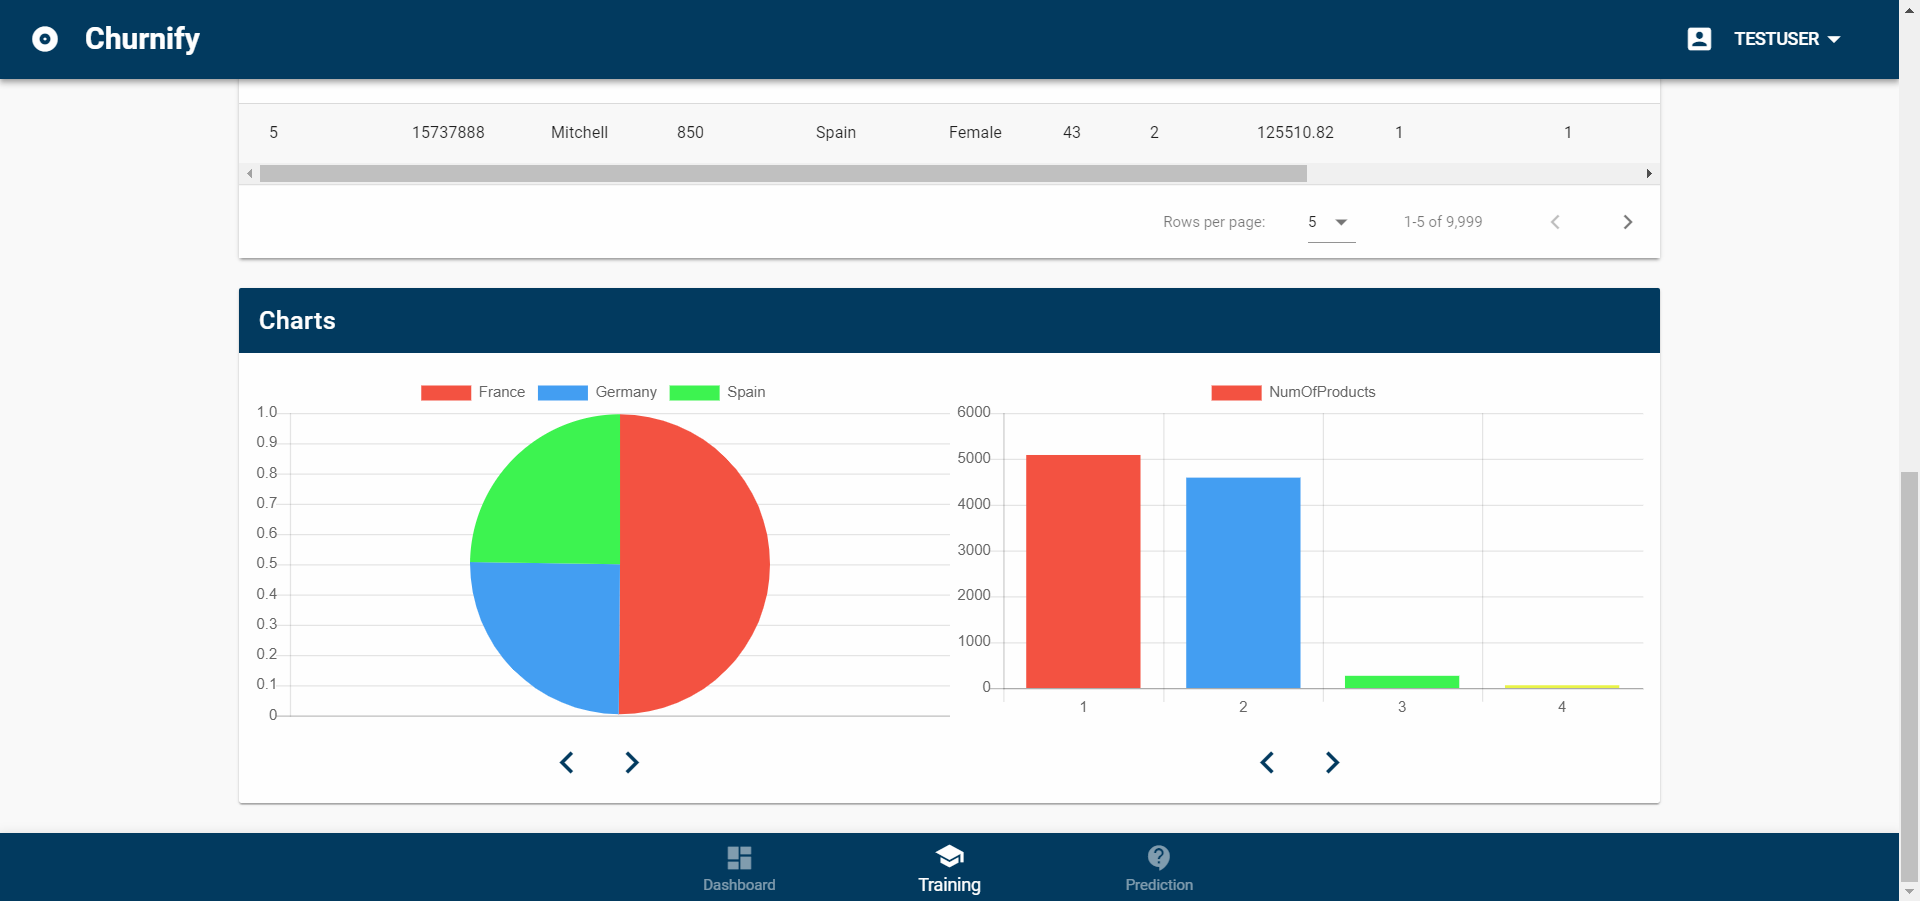 Churnify
TESTUSER
5 15737888 Mitchell 850 Spain Female 43 2 125510.82 1 1
Rows per page: 5 1-5 of 9,999
Charts
France Germany Spain
1.0
0.9
0.8
0.7
0.6
0.5
0.4
0.3
0.2
0.1
0
NumOfProducts
6000
5000
4000
3000
2000
1000
0
1 2 3 4
Dashboard Training Prediction